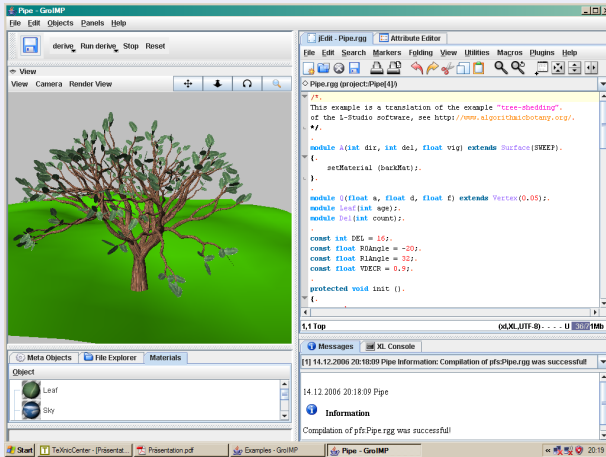 Pipe - GroIMP
File Edit Objects Panels Help
derive Run derive Stop Reset
View
View Camera Render View
Meta Objects File Explorer Materials
Object
Leaf
Sky
jEdit - Pipe.rgg Attribute Editor
File Edit Search Markers Folding View Utilities Macros Plugins Help
Pipe.rgg (project:Pipe[4]/)
/*.
This example is a translation of the example "tree-shedding".
of the L-Studio software, see http://www.algorithmicbotany.org/.
*/.
.
module A(int dir, int del, float vig) extends Surface(SWEEP).
{.
setMaterial (barkMat);.
}.
.
module Q(float a, float d, float f) extends Vertex(0.05);.
module Leaf(int age);.
module Del(int count);.
.
const int DEL = 16;.
const float R0Angle = -20;.
const float R1Angle = 32;.
const float VDECR = 0.9;.
.
protected void init ().
{.
1,1 Top (xl,XL,UTF-8) - - - - U 36/71Mb
Messages XL Console
[1] 14.12.2006 20:18:09 Pipe Information: Compilation of pfs:Pipe.rgg was successful!
14.12.2006 20:18:09 Pipe
Information
Compilation of pfs:Pipe.rgg was successful!
Start TeXnicCenter - [Präsentat... Präsentation.pdf Examples - GroIMP Pipe - GroIMP 20:19